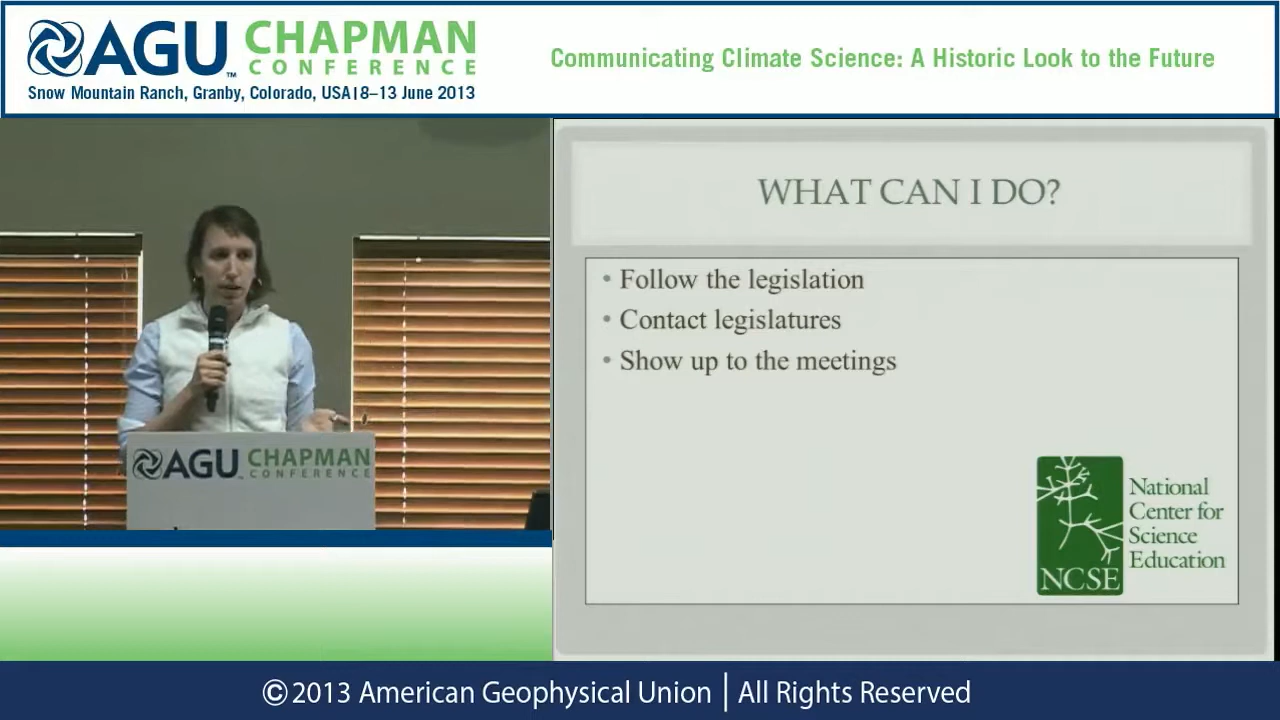 AGU CHAPMAN
CONFERENCE
Snow Mountain Ranch, Granby, Colorado, USA|8–13 June 2013
Communicating Climate Science: A Historic Look to the Future
AGU CHAPMAN
CONFERENCE
WHAT CAN I DO?
• Follow the legislation
• Contact legislatures
• Show up to the meetings
NCSE
National
Center for
Science
Education
©2013 American Geophysical Union | All Rights Reserved